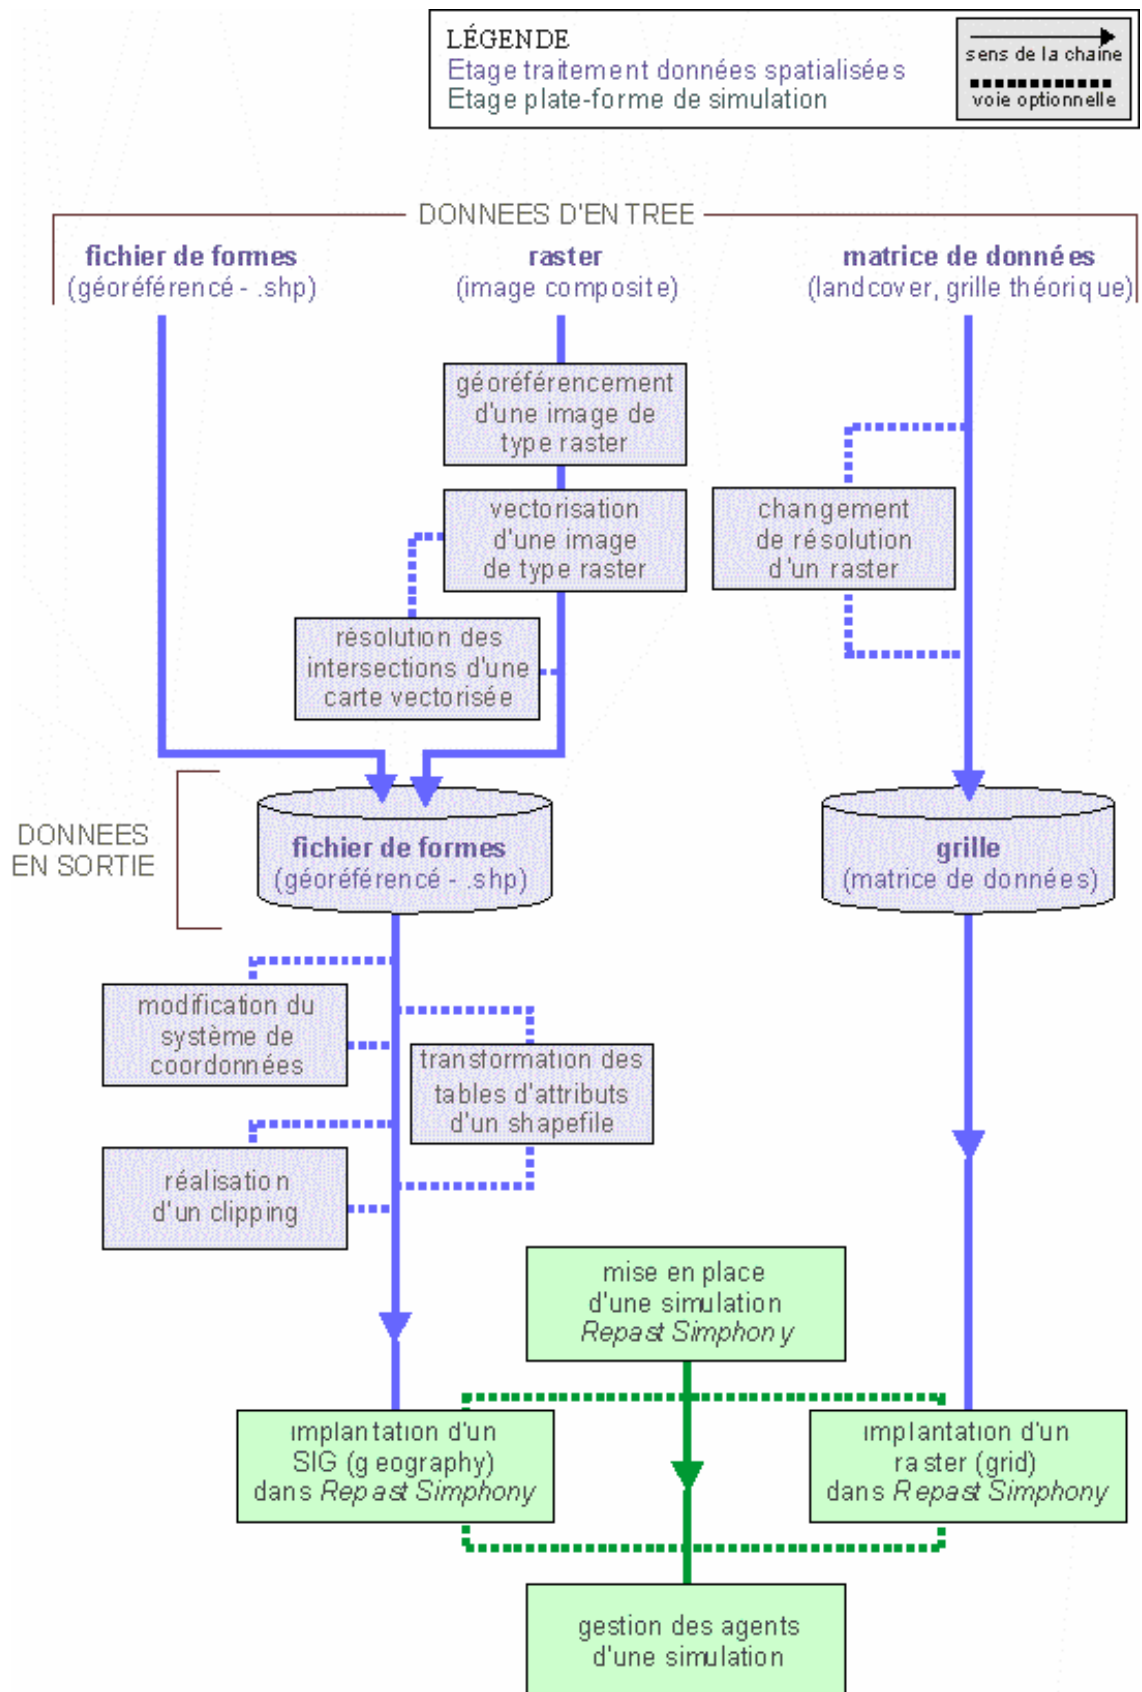 LÉGENDE
Etage traitement données spatialisées
Etage plate-forme de simulation
sens de la chaîne
voie optionnelle
DONNEES D'ENTREE
fichier de formes
(géoréférencé - .shp)
raster
(image composite)
matrice de données
(landcover, grille théorique)
géoréférencement
d'une image de
type raster
vectorisation
d'une image
de type raster
changement
de résolution
d'un raster
résolution des
intersections d'une
carte vectorisée
DONNEES
EN SORTIE
fichier de formes
(géoréférencé - .shp)
grille
(matrice de données)
modification du
système de
coordonnées
transformation des
tables d'attributs
d'un shapefile
réalisation
d'un clipping
mise en place
d'une simulation
Repast Simphony
implantation d'un
SIG (geography)
dans Repast Simphony
implantation d'un
raster (grid)
dans Repast Simphony
gestion des agents
d'une simulation